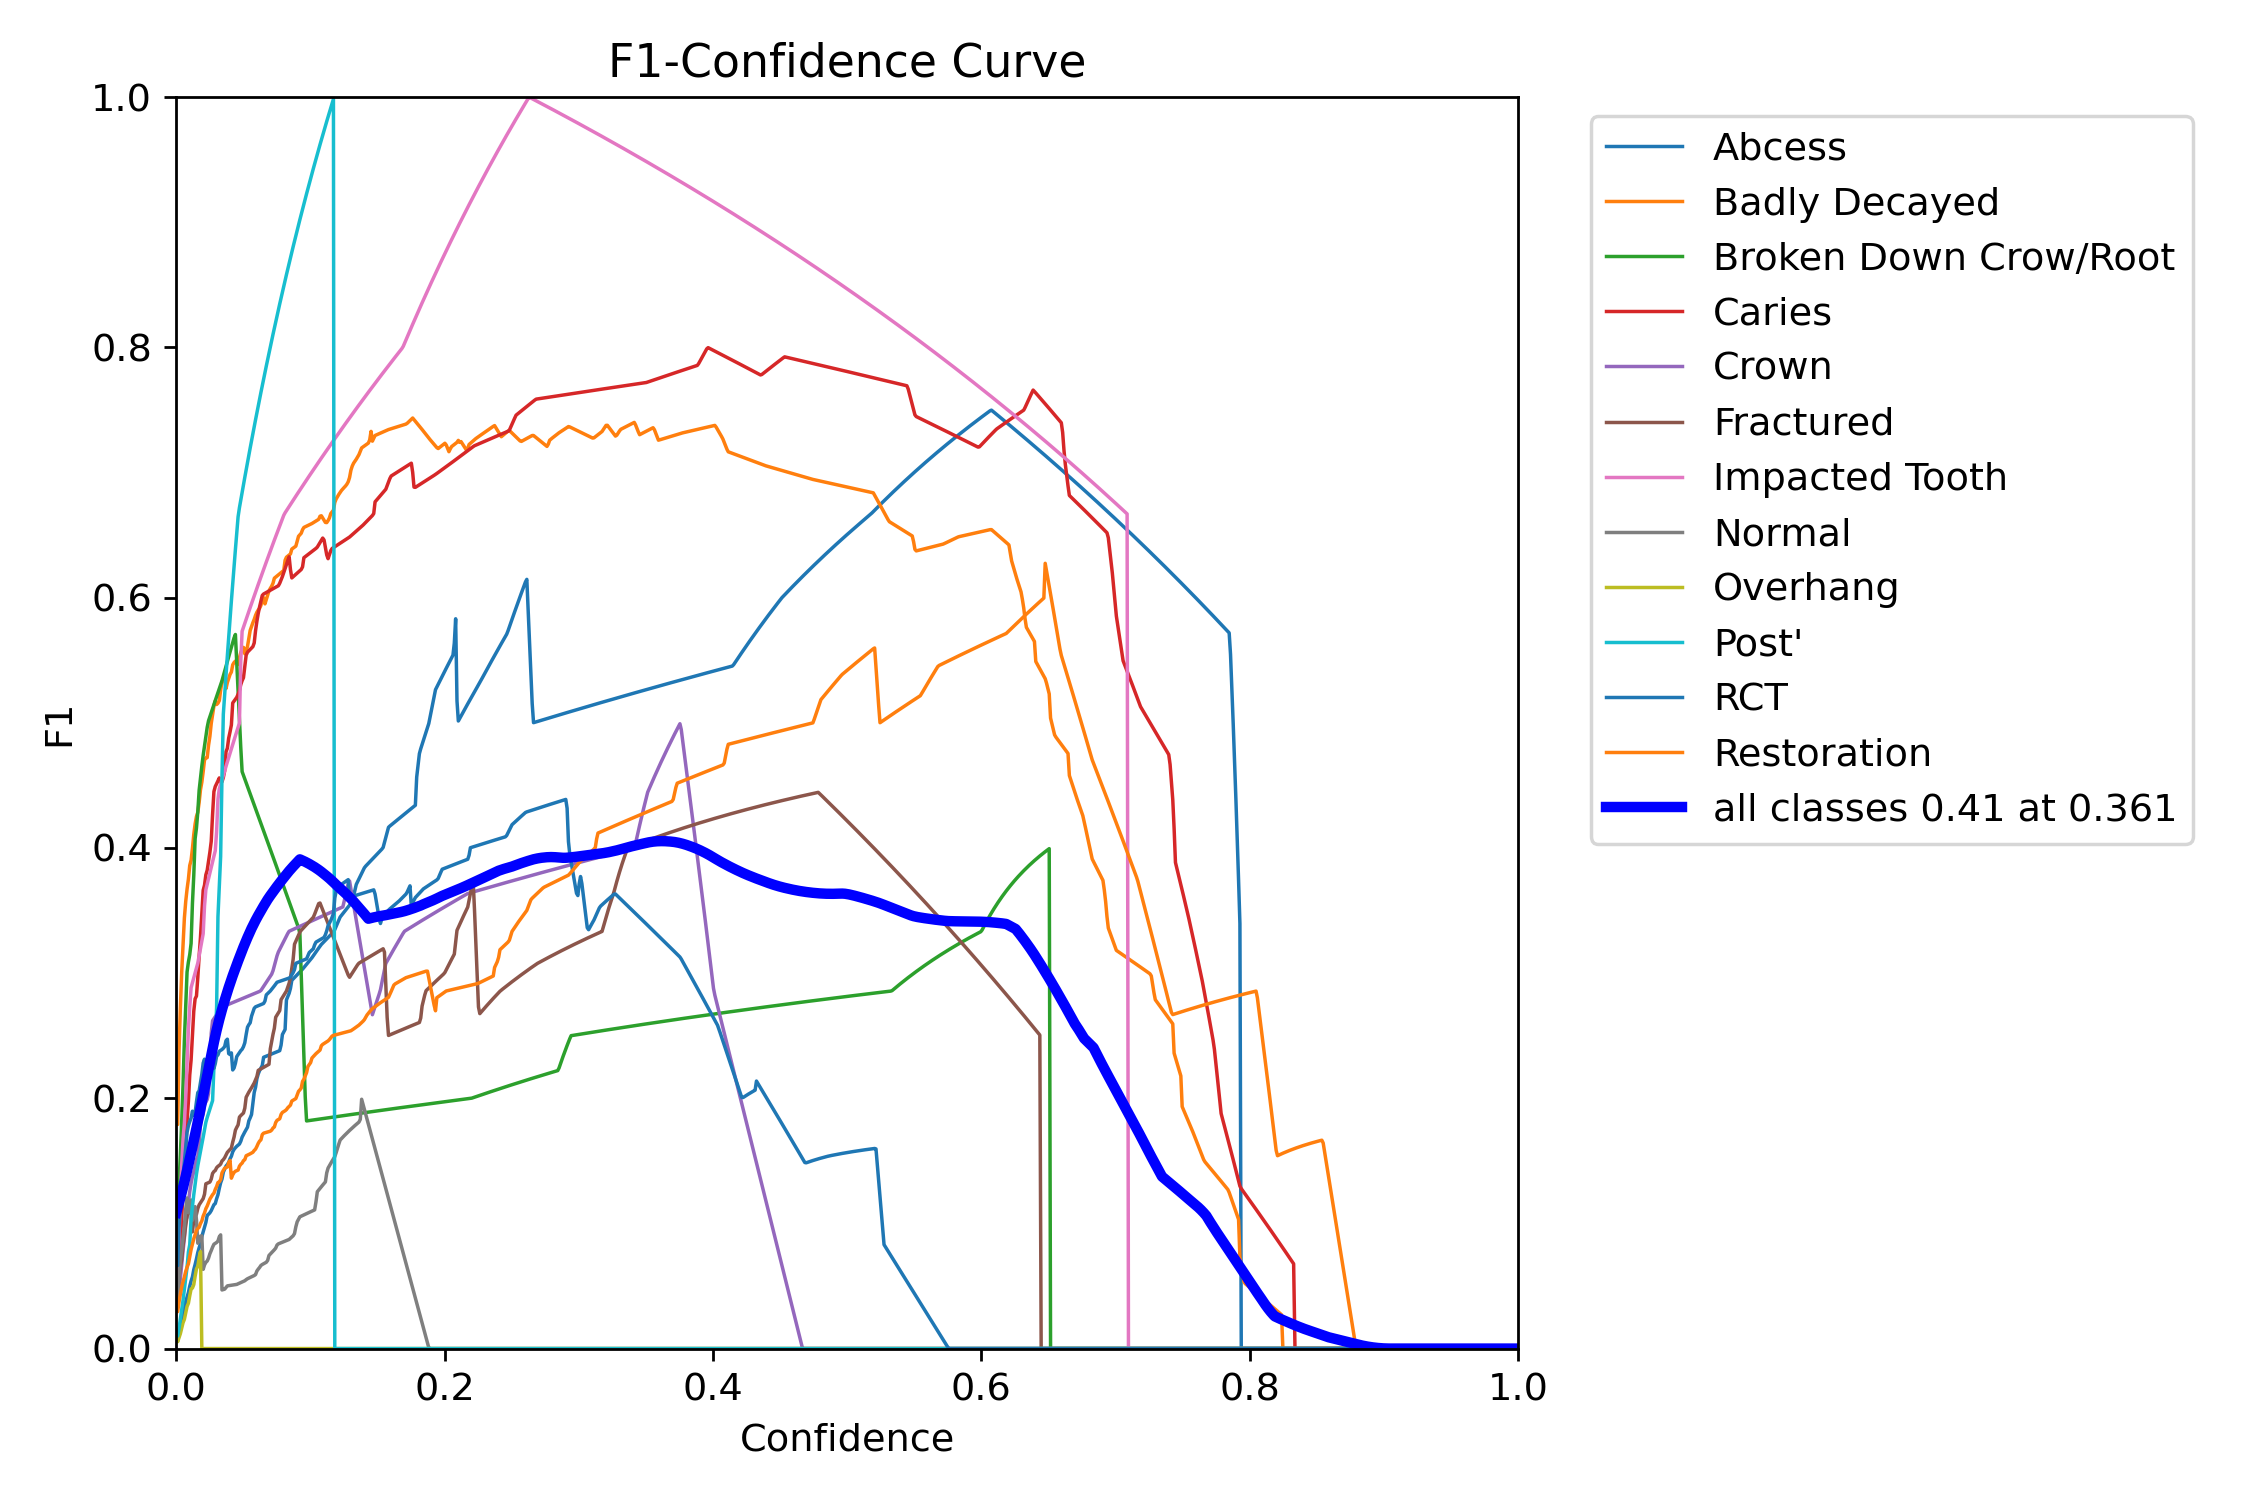 F1-Confidence Curve
1.0
0.8
0.6
0.4
0.2
0.0
F1
0.0 0.2 0.4 0.6 0.8 1.0
Confidence
Abcess
Badly Decayed
Broken Down Crow/Root
Caries
Crown
Fractured
Impacted Tooth
Normal
Overhang
Post'
RCT
Restoration
all classes 0.41 at 0.361